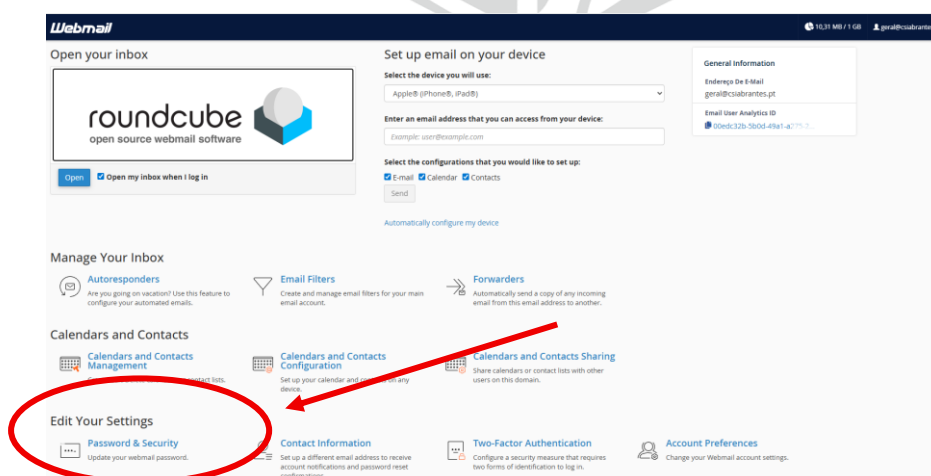 Webmail
10,31 MB / 1 GB
geral@csiabrante
Open your inbox
roundcube
open source webmail software
Open
Open my inbox when I log in
Set up email on your device
Select the device you will use:
Apple® (iPhone®, iPad®)
Enter an email address that you can access from your device:
Example: user@example.com
Select the configurations that you would like to set up:
E-mail Calendar Contacts
Send
Automatically configure my device
General Information
Endereço De E-Mail
geral@csiabrantes.pt
Email User Analytics ID
00edc32b-5b0d-49a1-a
Manage Your Inbox
Autoresponders
Are you going on vacation? Use this feature to
configure your automated emails.
Email Filters
Create and manage email filters for your main
email account.
Forwarders
Automatically send a copy of any incoming
email from this email address to another.
Calendars and Contacts
Calendars and Contacts
Management
contact lists.
Calendars and Contacts
Configuration
Set up your calendar and on any
device.
Calendars and Contacts Sharing
Share calendars or contact lists with other
users on this domain.
Edit Your Settings
Password & Security
Update your webmail password.
Contact Information
Set up a different email address to receive
account notifications and password reset
confirmations.
Two-Factor Authentication
Configure a security measure that requires
two forms of identification to log in.
Account Preferences
Change your Webmail account settings.